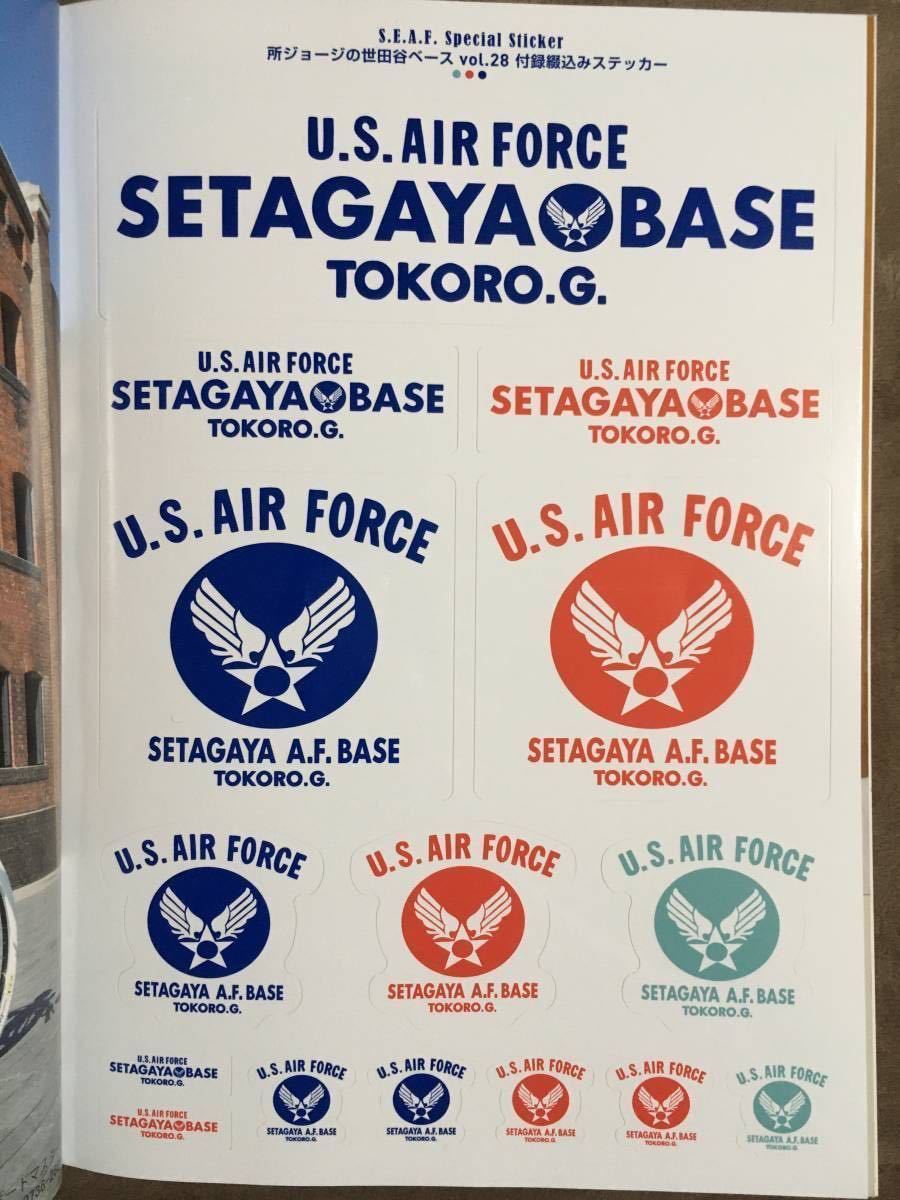 S.E.A.F. Special Sticker
所ジョージの世田谷ベース vol.28 付録綴込みステッカー
U.S. AIR FORCE
SETAGAYA BASE
TOKORO.G.
U.S. AIR FORCE
SETAGAYA BASE
TOKORO.G.
U.S. AIR FORCE
SETAGAYA BASE
TOKORO.G.
U.S. AIR FORCE
SETAGAYA A.F. BASE
TOKORO.G.
U.S. AIR FORCE
SETAGAYA A.F. BASE
TOKORO.G.
U.S. AIR FORCE
SETAGAYA A.F. BASE
TOKORO.G.
U.S. AIR FORCE
SETAGAYA A.F. BASE
TOKORO.G.
U.S. AIR FORCE
SETAGAYA A.F. BASE
TOKORO.G.
U.S. AIR FORCE
SETAGAYA BASE
TOKORO.G.
U.S. AIR FORCE
SETAGAYA BASE
TOKORO.G.
U.S. AIR FORCE
SETAGAYA A.F. BASE
TOKORO.G.
U.S. AIR FORCE
SETAGAYA A.F. BASE
TOKORO.G.
U.S. AIR FORCE
SETAGAYA A.F. BASE
TOKORO.G.
U.S. AIR FORCE
SETAGAYA A.F. BASE
TOKORO.G.
U.S. AIR FORCE
SETAGAYA A.F. BASE
TOKORO.G.